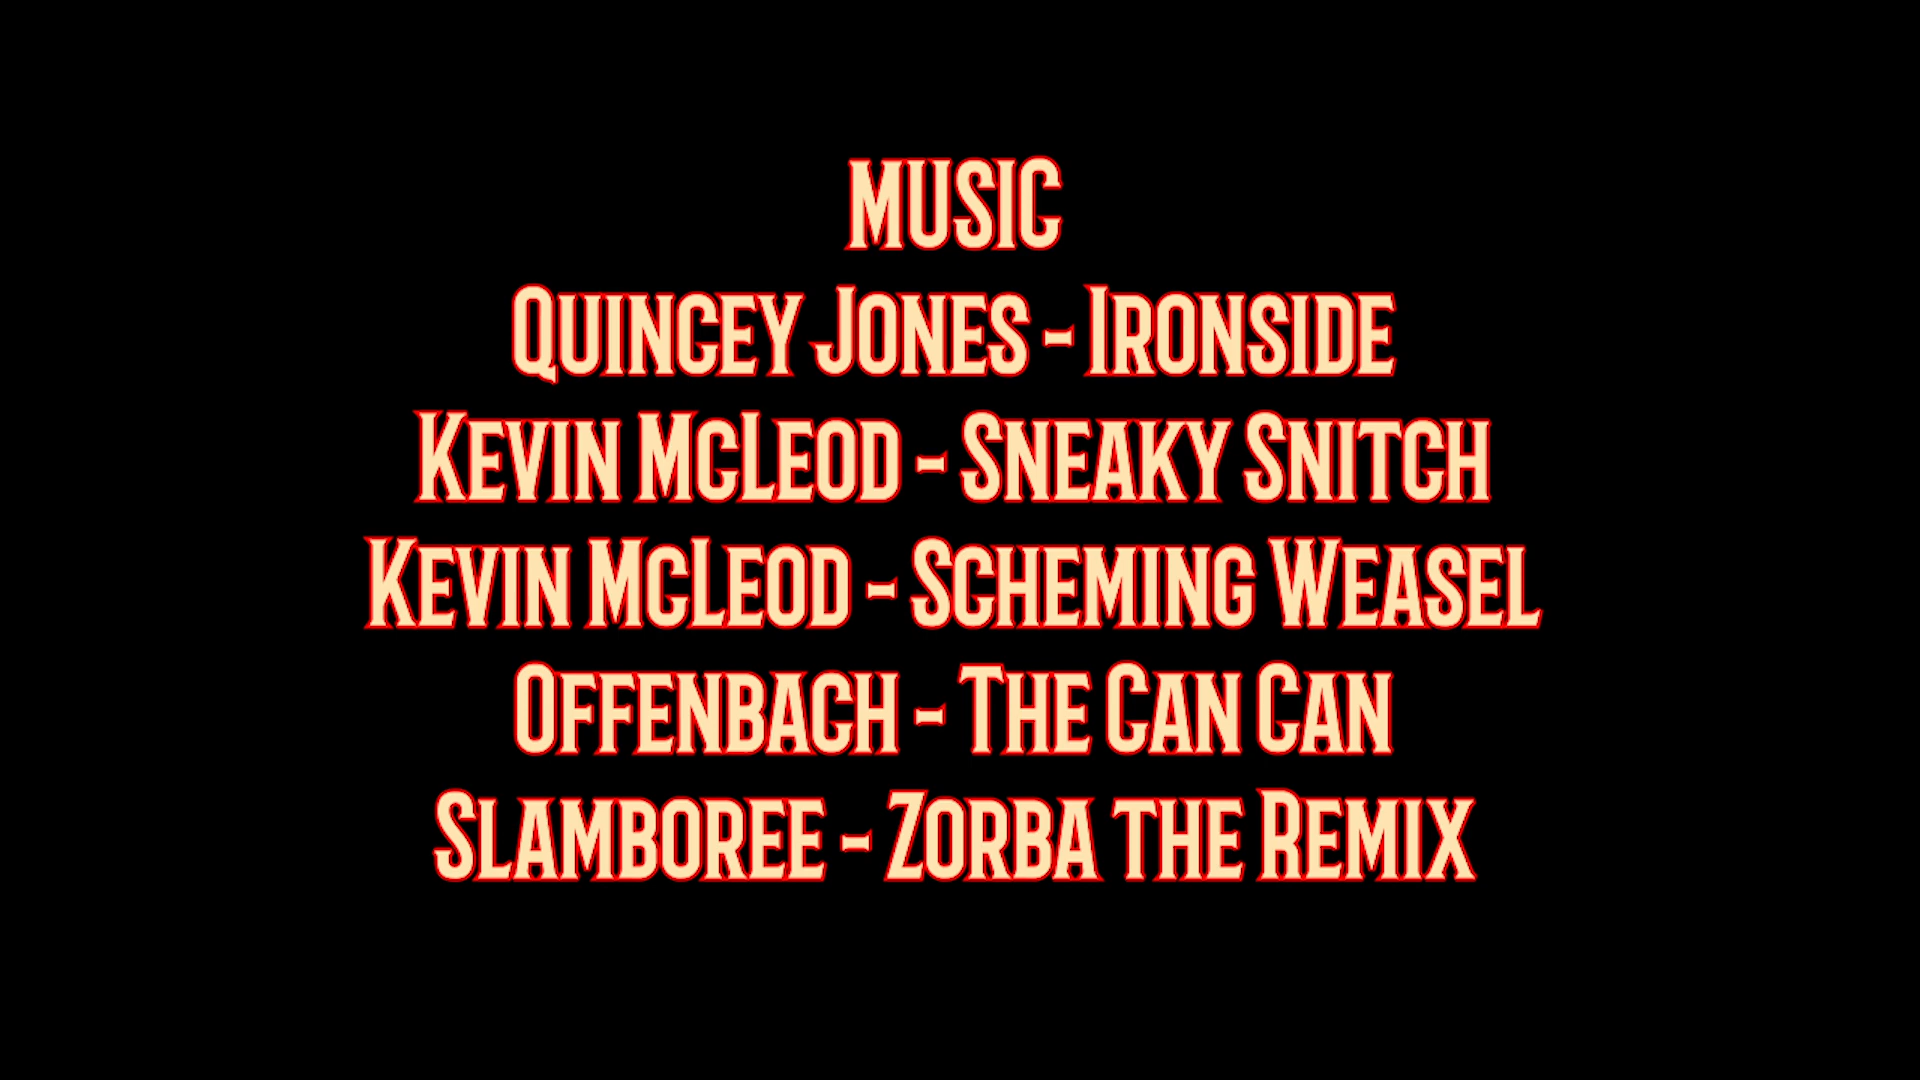 MUSIC
Quincey Jones - Ironside
Kevin McLeod - Sneaky Snitch
Kevin McLeod - Scheming Weasel
Offenbach - The Can Can
Slamboree - Zorba the Remix